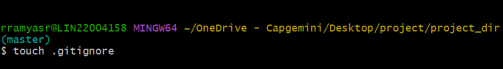 rramyasr@LIN22004158 MINGW64 ~/OneDrive - Capgemini/Desktop/project/project_dir
(master)
$ touch .gitignore